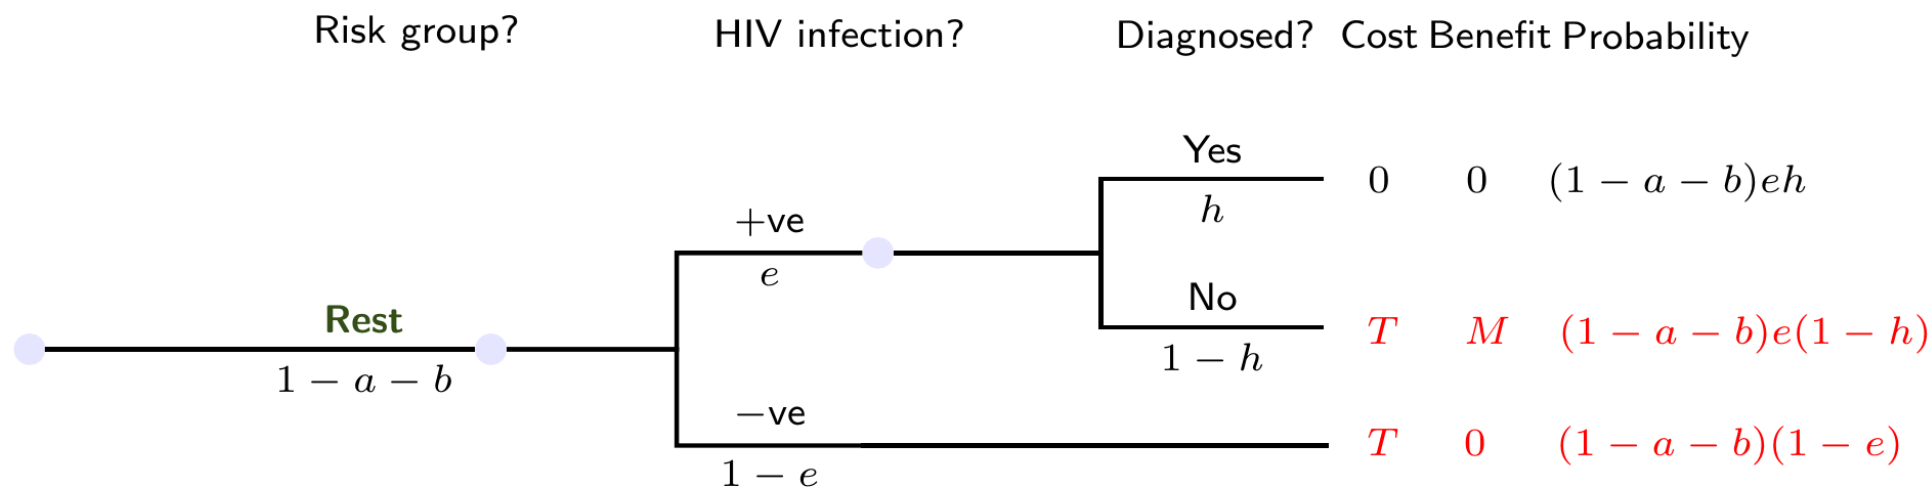 Risk group? HIV infection? Diagnosed? Cost Benefit Probability
Yes
0 0 (1 − a − b)eh
h
+ve
e
No
Rest
T M (1 − a − b)e(1 − h)
1 − h
1 − a − b
−ve
T 0 (1 − a − b)(1 − e)
1 − e